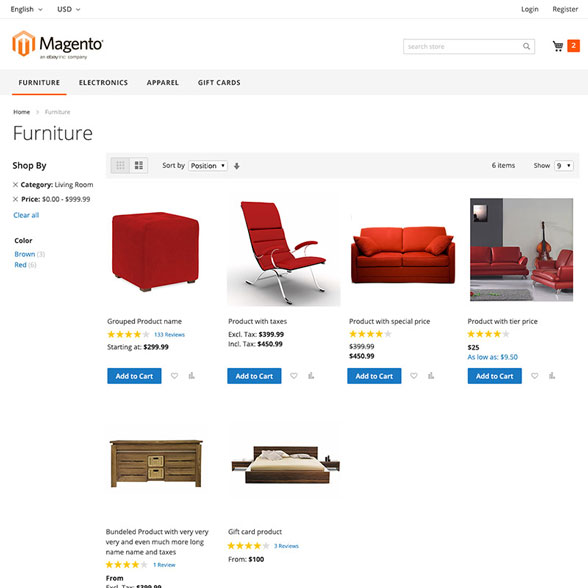 English USD Login Register
Magento
an ebay inc. company
search store
2
FURNITURE ELECTRONICS APPAREL GIFT CARDS
Home Furniture
Furniture
Shop By
Category: Living Room
Price: $0.00 - $999.99
Clear all
Color
Brown (3)
Red (6)
Sort by Position 6 items Show 9
Grouped Product name
133 Reviews
Starting at: $299.99
Add to Cart
Product with taxes
Excl. Tax: $399.99
Incl. Tax: $450.99
Add to Cart
Product with special price
$399.99
$450.99
Add to Cart
Product with tier price
$25
As low as: $9.50
Add to Cart
Bundeled Product with very very
very and even much more long
name name and taxes
1 Review
From
Excl. Tax: $399.99
Gift card product
3 Reviews
From: $100